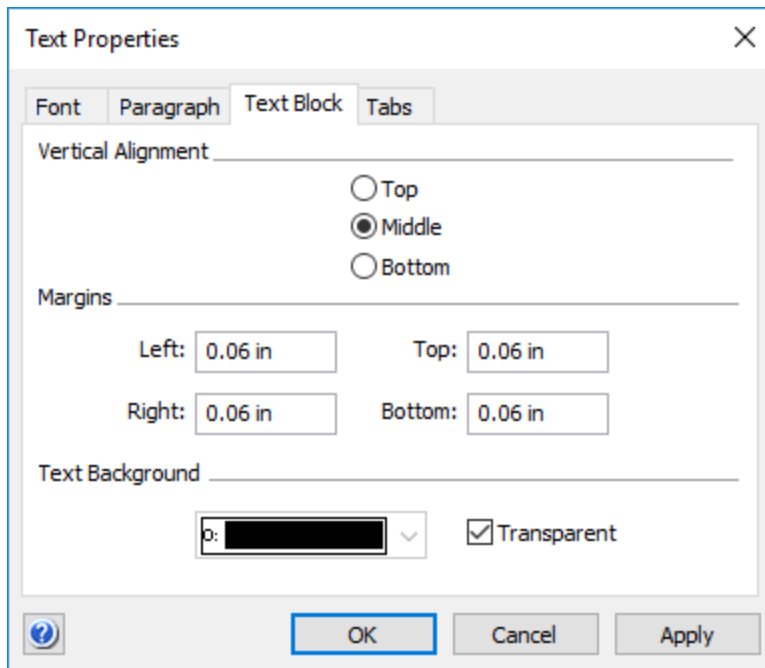 Text Properties
Font Paragraph Text Block Tabs
Vertical Alignment
Top
Middle
Bottom
Margins
Left: 0.06 in Top: 0.06 in
Right: 0.06 in Bottom: 0.06 in
Text Background
0: Transparent
? OK Cancel Apply